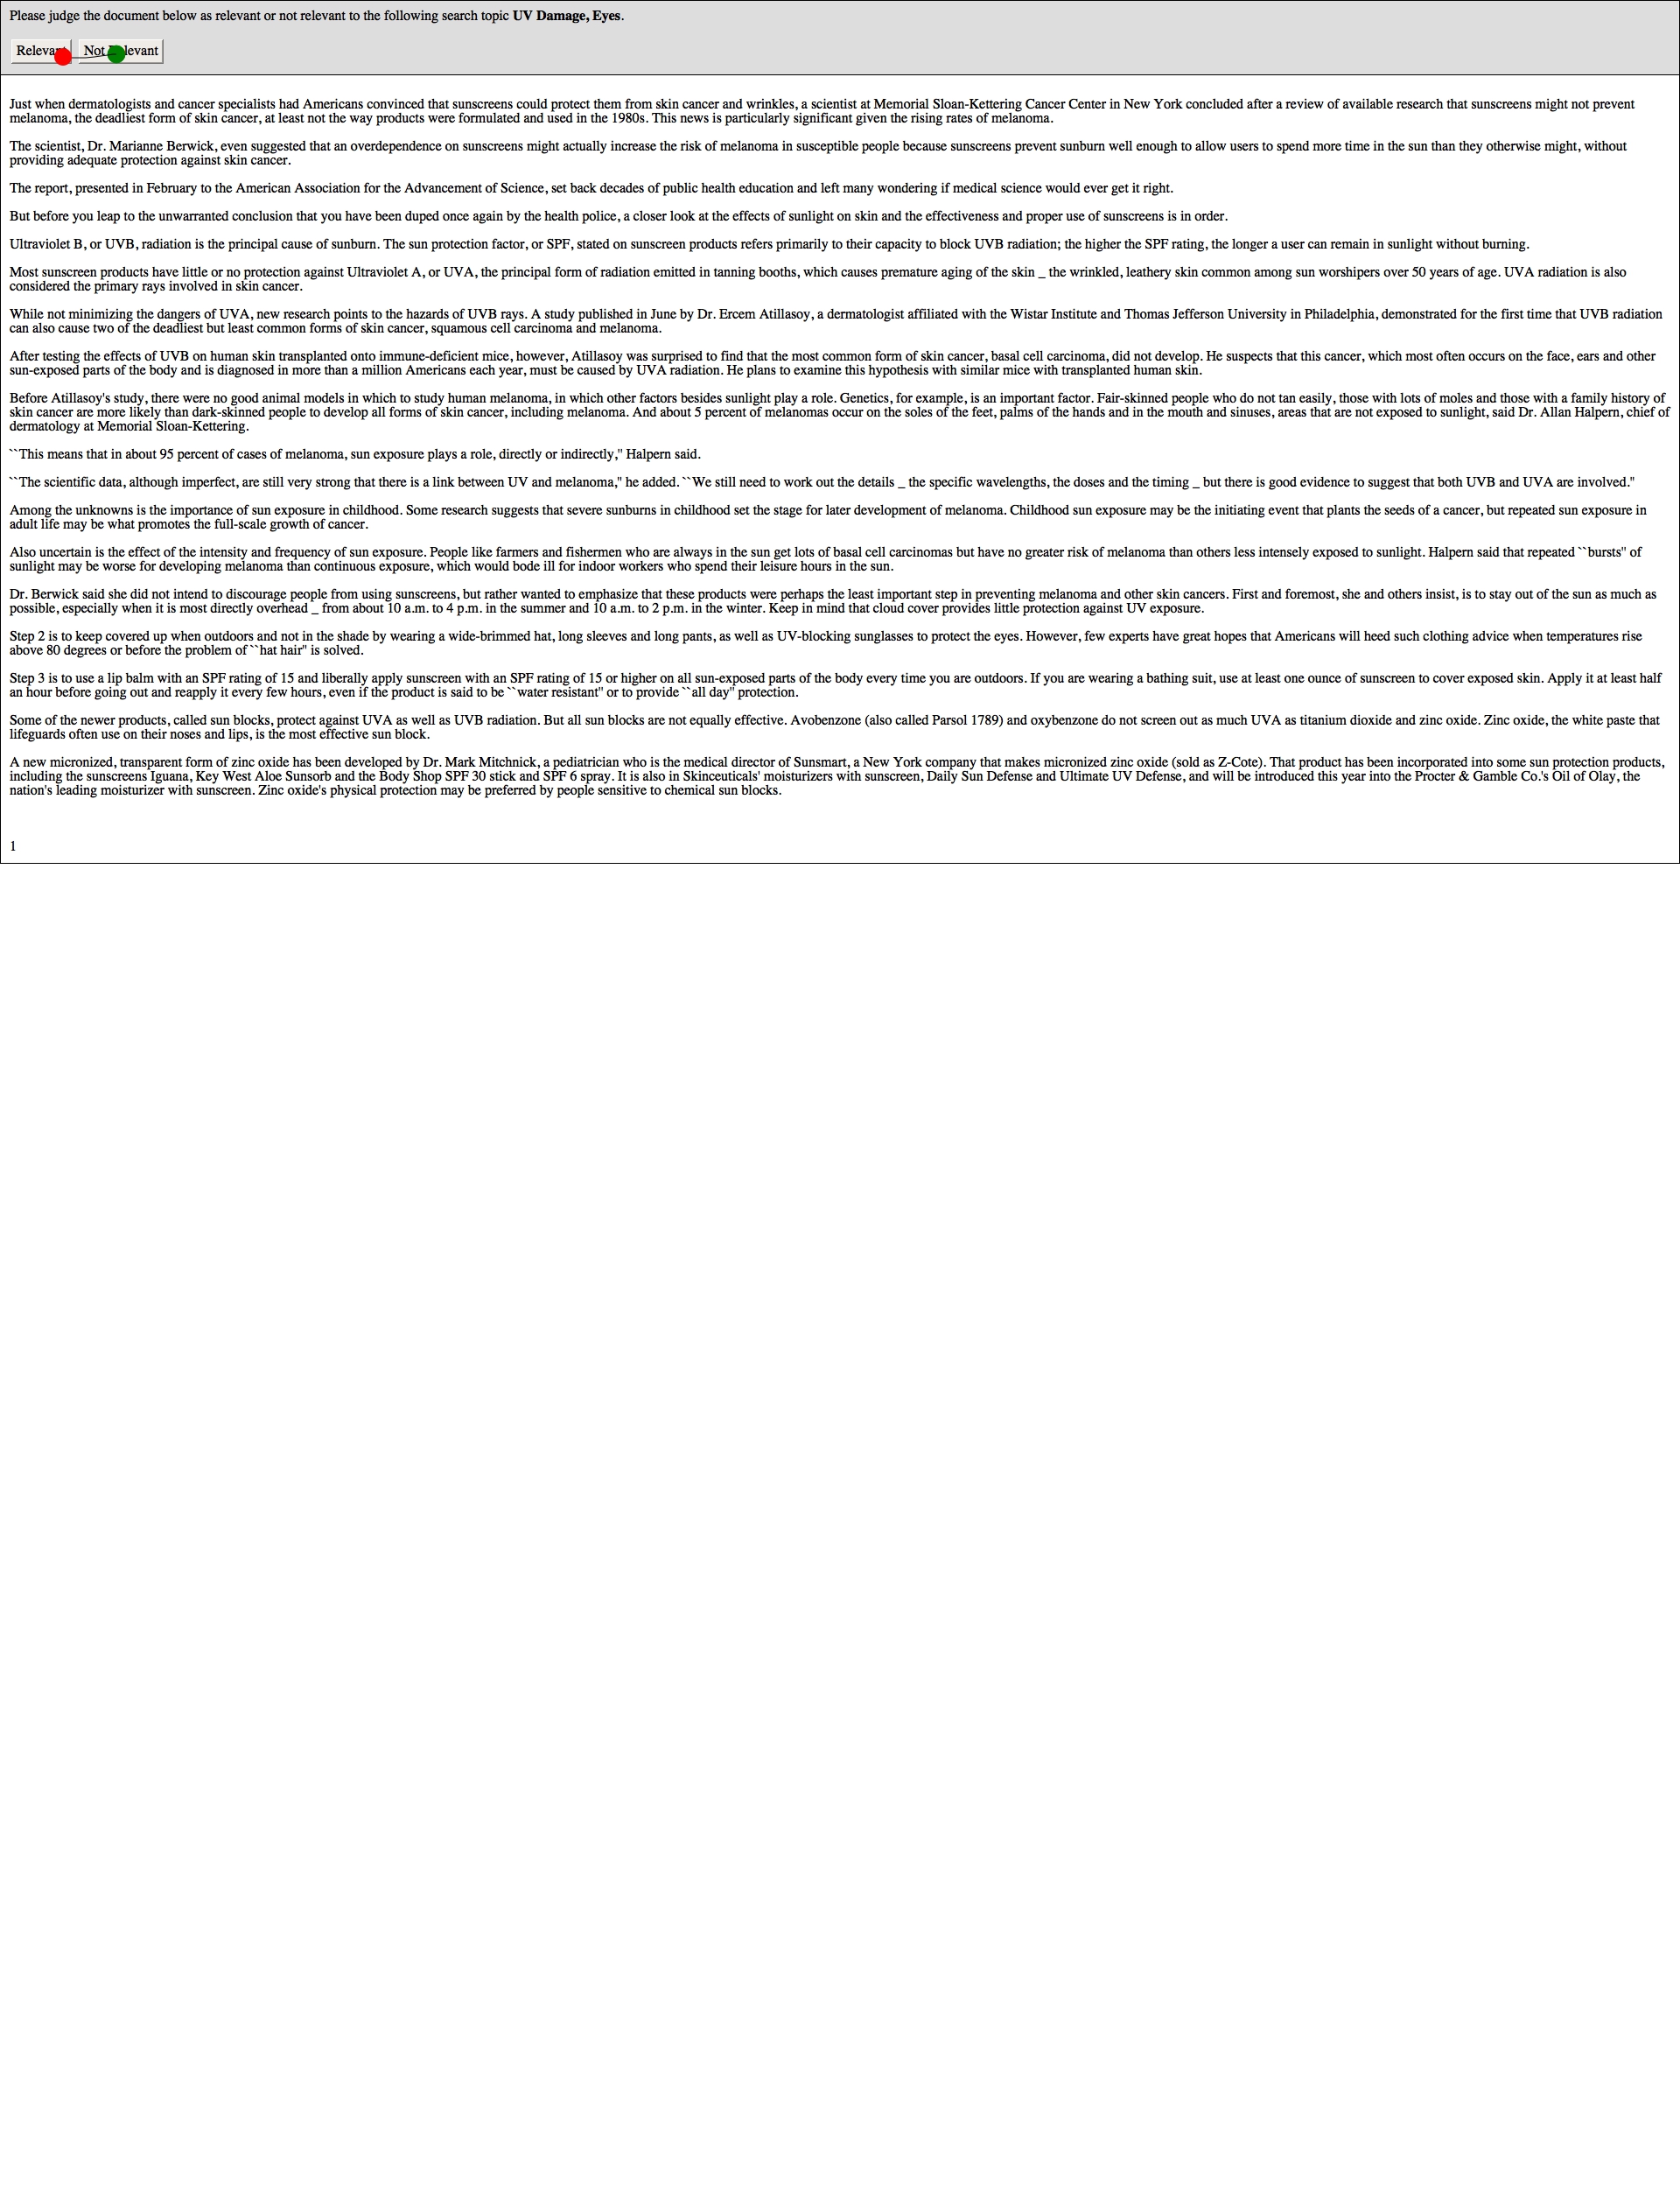 Please judge the document below as relevant or not relevant to the following search topic UV Damage, Eyes.
Relevant Not Relevant
Just when dermatologists and cancer specialists had Americans convinced that sunscreens could protect them from skin cancer and wrinkles, a scientist at Memorial Sloan-Kettering Cancer Center in New York concluded after a review of available research that sunscreens might not prevent
melanoma, the deadliest form of skin cancer, at least not the way products were formulated and used in the 1980s. This news is particularly significant given the rising rates of melanoma.
The scientist, Dr. Marianne Berwick, even suggested that an overdependence on sunscreens might actually increase the risk of melanoma in susceptible people because sunscreens prevent sunburn well enough to allow users to spend more time in the sun than they otherwise might, without
providing adequate protection against skin cancer.
The report, presented in February to the American Association for the Advancement of Science, set back decades of public health education and left many wondering if medical science would ever get it right.
But before you leap to the unwarranted conclusion that you have been duped once again by the health police, a closer look at the effects of sunlight on skin and the effectiveness and proper use of sunscreens is in order.
Ultraviolet B, or UVB, radiation is the principal cause of sunburn. The sun protection factor, or SPF, stated on sunscreen products refers primarily to their capacity to block UVB radiation; the higher the SPF rating, the longer a user can remain in sunlight without burning.
Most sunscreen products have little or no protection against Ultraviolet A, or UVA, the principal form of radiation emitted in tanning booths, which causes premature aging of the skin _ the wrinkled, leathery skin common among sun worshipers over 50 years of age. UVA radiation is also
considered the primary rays involved in skin cancer.
While not minimizing the dangers of UVA, new research points to the hazards of UVB rays. A study published in June by Dr. Ercem Atillasoy, a dermatologist affiliated with the Wistar Institute and Thomas Jefferson University in Philadelphia, demonstrated for the first time that UVB radiation
can also cause two of the deadliest but least common forms of skin cancer, squamous cell carcinoma and melanoma.
After testing the effects of UVB on human skin transplanted onto immune-deficient mice, however, Atillasoy was surprised to find that the most common form of skin cancer, basal cell carcinoma, did not develop. He suspects that this cancer, which most often occurs on the face, ears and other
sun-exposed parts of the body and is diagnosed in more than a million Americans each year, must be caused by UVA radiation. He plans to examine this hypothesis with similar mice with transplanted human skin.
Before Atillasoy's study, there were no good animal models in which to study human melanoma, in which other factors besides sunlight play a role. Genetics, for example, is an important factor. Fair-skinned people who do not tan easily, those with lots of moles and those with a family history of
skin cancer are more likely than dark-skinned people to develop all forms of skin cancer, including melanoma. And about 5 percent of melanomas occur on the soles of the feet, palms of the hands and in the mouth and sinuses, areas that are not exposed to sunlight, said Dr. Allan Halpern, chief of
dermatology at Memorial Sloan-Kettering.
``This means that in about 95 percent of cases of melanoma, sun exposure plays a role, directly or indirectly,'' Halpern said.
``The scientific data, although imperfect, are still very strong that there is a link between UV and melanoma,'' he added. ``We still need to work out the details _ the specific wavelengths, the doses and the timing _ but there is good evidence to suggest that both UVB and UVA are involved.''
Among the unknowns is the importance of sun exposure in childhood. Some research suggests that severe sunburns in childhood set the stage for later development of melanoma. Childhood sun exposure may be the initiating event that plants the seeds of a cancer, but repeated sun exposure in
adult life may be what promotes the full-scale growth of cancer.
Also uncertain is the effect of the intensity and frequency of sun exposure. People like farmers and fishermen who are always in the sun get lots of basal cell carcinomas but have no greater risk of melanoma than others less intensely exposed to sunlight. Halpern said that repeated ``bursts'' of
sunlight may be worse for developing melanoma than continuous exposure, which would bode ill for indoor workers who spend their leisure hours in the sun.
Dr. Berwick said she did not intend to discourage people from using sunscreens, but rather wanted to emphasize that these products were perhaps the least important step in preventing melanoma and other skin cancers. First and foremost, she and others insist, is to stay out of the sun as much as
possible, especially when it is most directly overhead _ from about 10 a.m. to 4 p.m. in the summer and 10 a.m. to 2 p.m. in the winter. Keep in mind that cloud cover provides little protection against UV exposure.
Step 2 is to keep covered up when outdoors and not in the shade by wearing a wide-brimmed hat, long sleeves and long pants, as well as UV-blocking sunglasses to protect the eyes. However, few experts have great hopes that Americans will heed such clothing advice when temperatures rise
above 80 degrees or before the problem of ``hat hair'' is solved.
Step 3 is to use a lip balm with an SPF rating of 15 and liberally apply sunscreen with an SPF rating of 15 or higher on all sun-exposed parts of the body every time you are outdoors. If you are wearing a bathing suit, use at least one ounce of sunscreen to cover exposed skin. Apply it at least half
an hour before going out and reapply it every few hours, even if the product is said to be ``water resistant'' or to provide ``all day'' protection.
Some of the newer products, called sun blocks, protect against UVA as well as UVB radiation. But all sun blocks are not equally effective. Avobenzone (also called Parsol 1789) and oxybenzone do not screen out as much UVA as titanium dioxide and zinc oxide. Zinc oxide, the white paste that
lifeguards often use on their noses and lips, is the most effective sun block.
A new micronized, transparent form of zinc oxide has been developed by Dr. Mark Mitchnick, a pediatrician who is the medical director of Sunsmart, a New York company that makes micronized zinc oxide (sold as Z-Cote). That product has been incorporated into some sun protection products,
including the sunscreens Iguana, Key West Aloe Sunsorb and the Body Shop SPF 30 stick and SPF 6 spray. It is also in Skinceuticals' moisturizers with sunscreen, Daily Sun Defense and Ultimate UV Defense, and will be introduced this year into the Procter & Gamble Co.'s Oil of Olay, the
nation's leading moisturizer with sunscreen. Zinc oxide's physical protection may be preferred by people sensitive to chemical sun blocks.
1